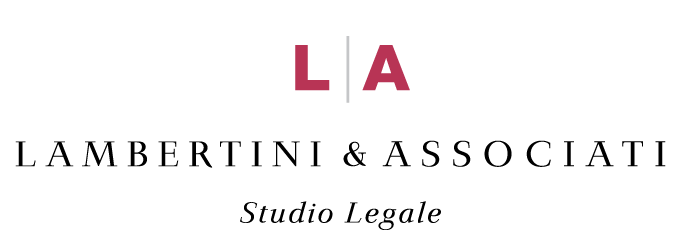 L | A
LAMBERTINI & ASSOCIATI
Studio Legale